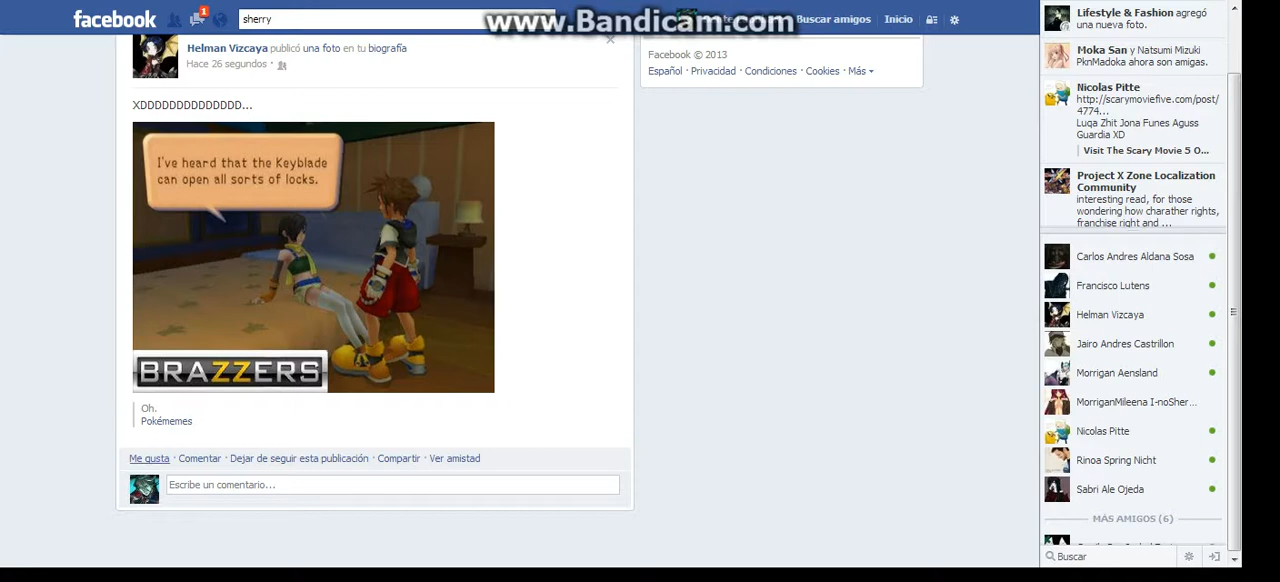 facebook
1
sherry
www.Bandicam.com
Buscar amigos
Inicio
Helman Vizcaya publicó una foto en tu biografía
Hace 26 segundos ·
XDDDDDDDDDDDDDD...
I've heard that the Keyblade
can open all sorts of locks.
BRAZZERS
Oh.
Pokémemes
Me gusta · Comentar · Dejar de seguir esta publicación · Compartir · Ver amistad
Escribe un comentario...
Facebook © 2013
Español · Privacidad · Condiciones · Cookies · Más
Lifestyle & Fashion agregó
una nueva foto.
Moka San y Natsumi Mizuki
PknMadoka ahora son amigas.
Nicolas Pitte
http://scarymoviefive.com/post/
4774...
Luqa Zhit Jona Funes Aguss
Guardia XD
Visit The Scary Movie 5 O...
Project X Zone Localization
Community
interesting read, for those
wondering how charather rights,
franchise right and ...
Carlos Andres Aldana Sosa
Francisco Lutens
Helman Vizcaya
Jairo Andres Castrillon
Morrigan Aensland
MorriganMileena I-noSher...
Nicolas Pitte
Rinoa Spring Nicht
Sabri Ale Ojeda
MÁS AMIGOS (6)
Buscar